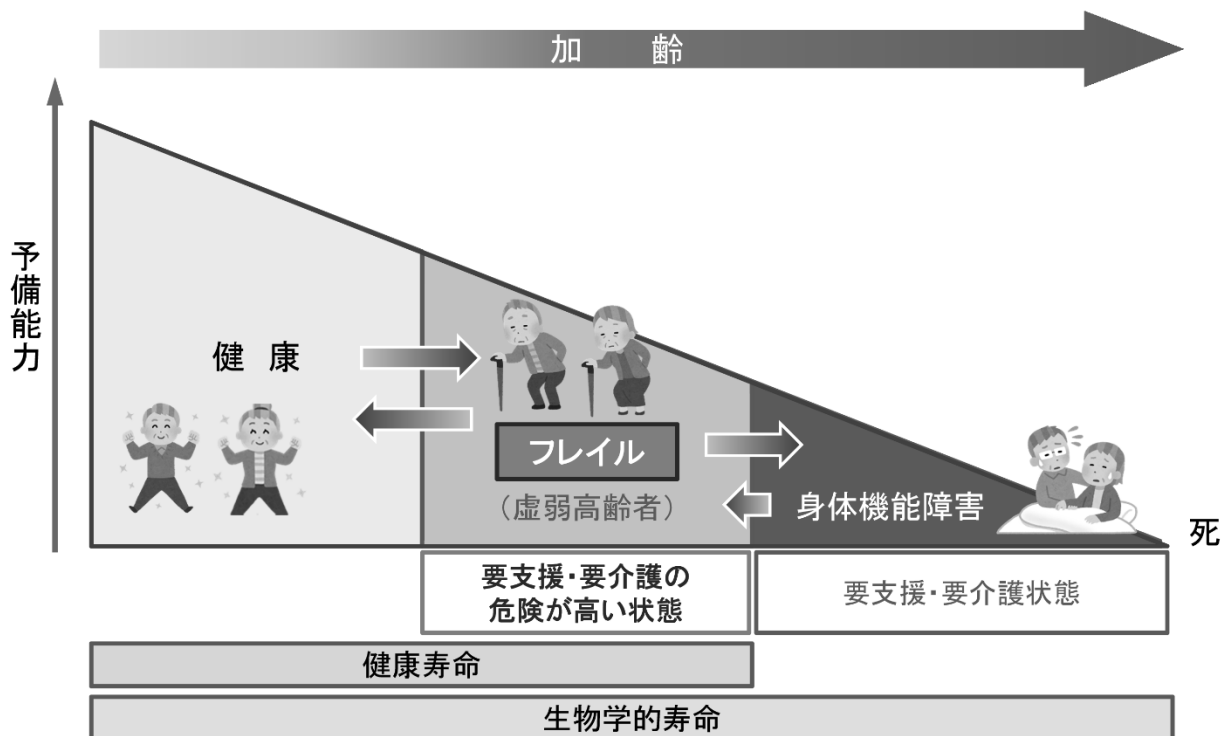 加齢
予備能力
健康
フレイル
(虚弱高齢者)
身体機能障害
死
要支援・要介護の
危険が高い状態
要支援・要介護状態
健康寿命
生物学的寿命